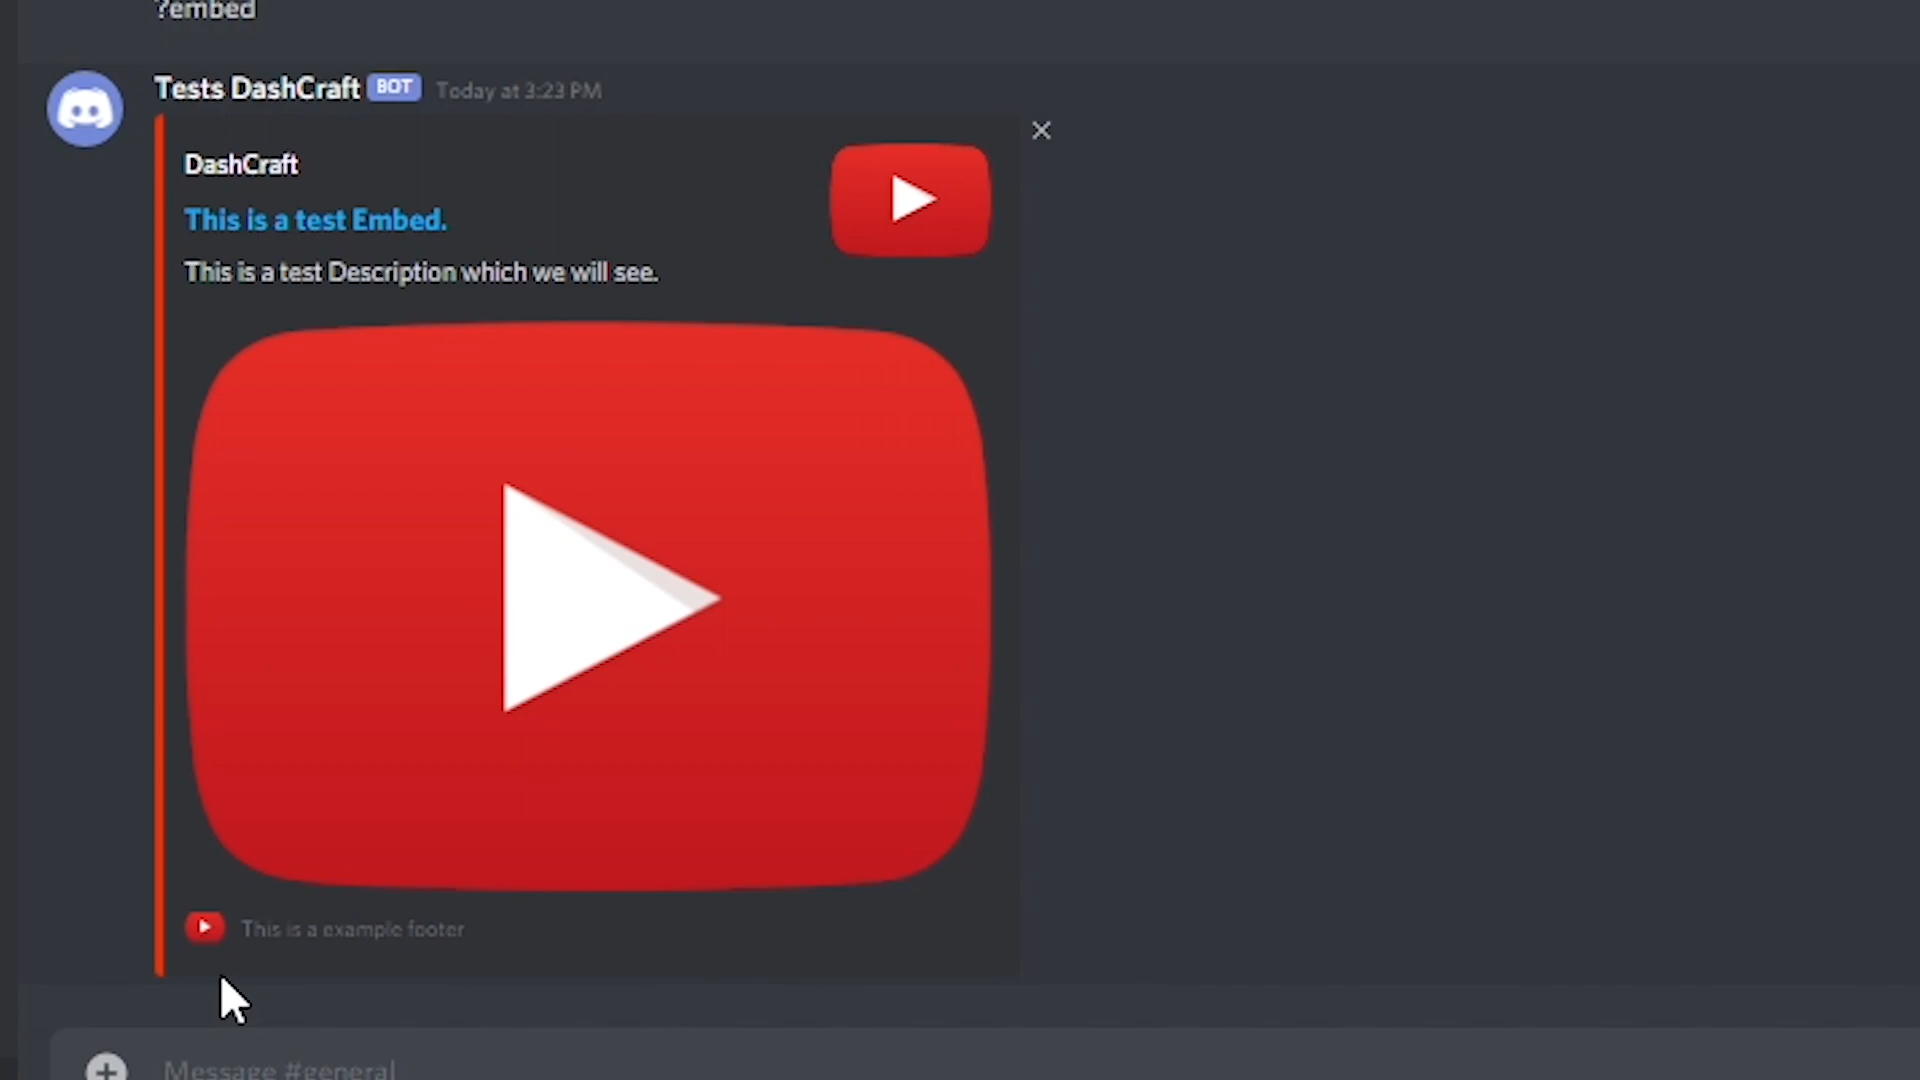 ?embed
Tests DashCraft BOT Today at 3:23 PM
DashCraft
This is a test Embed.
This is a test Description which we will see.
This is a example footer
Message #general